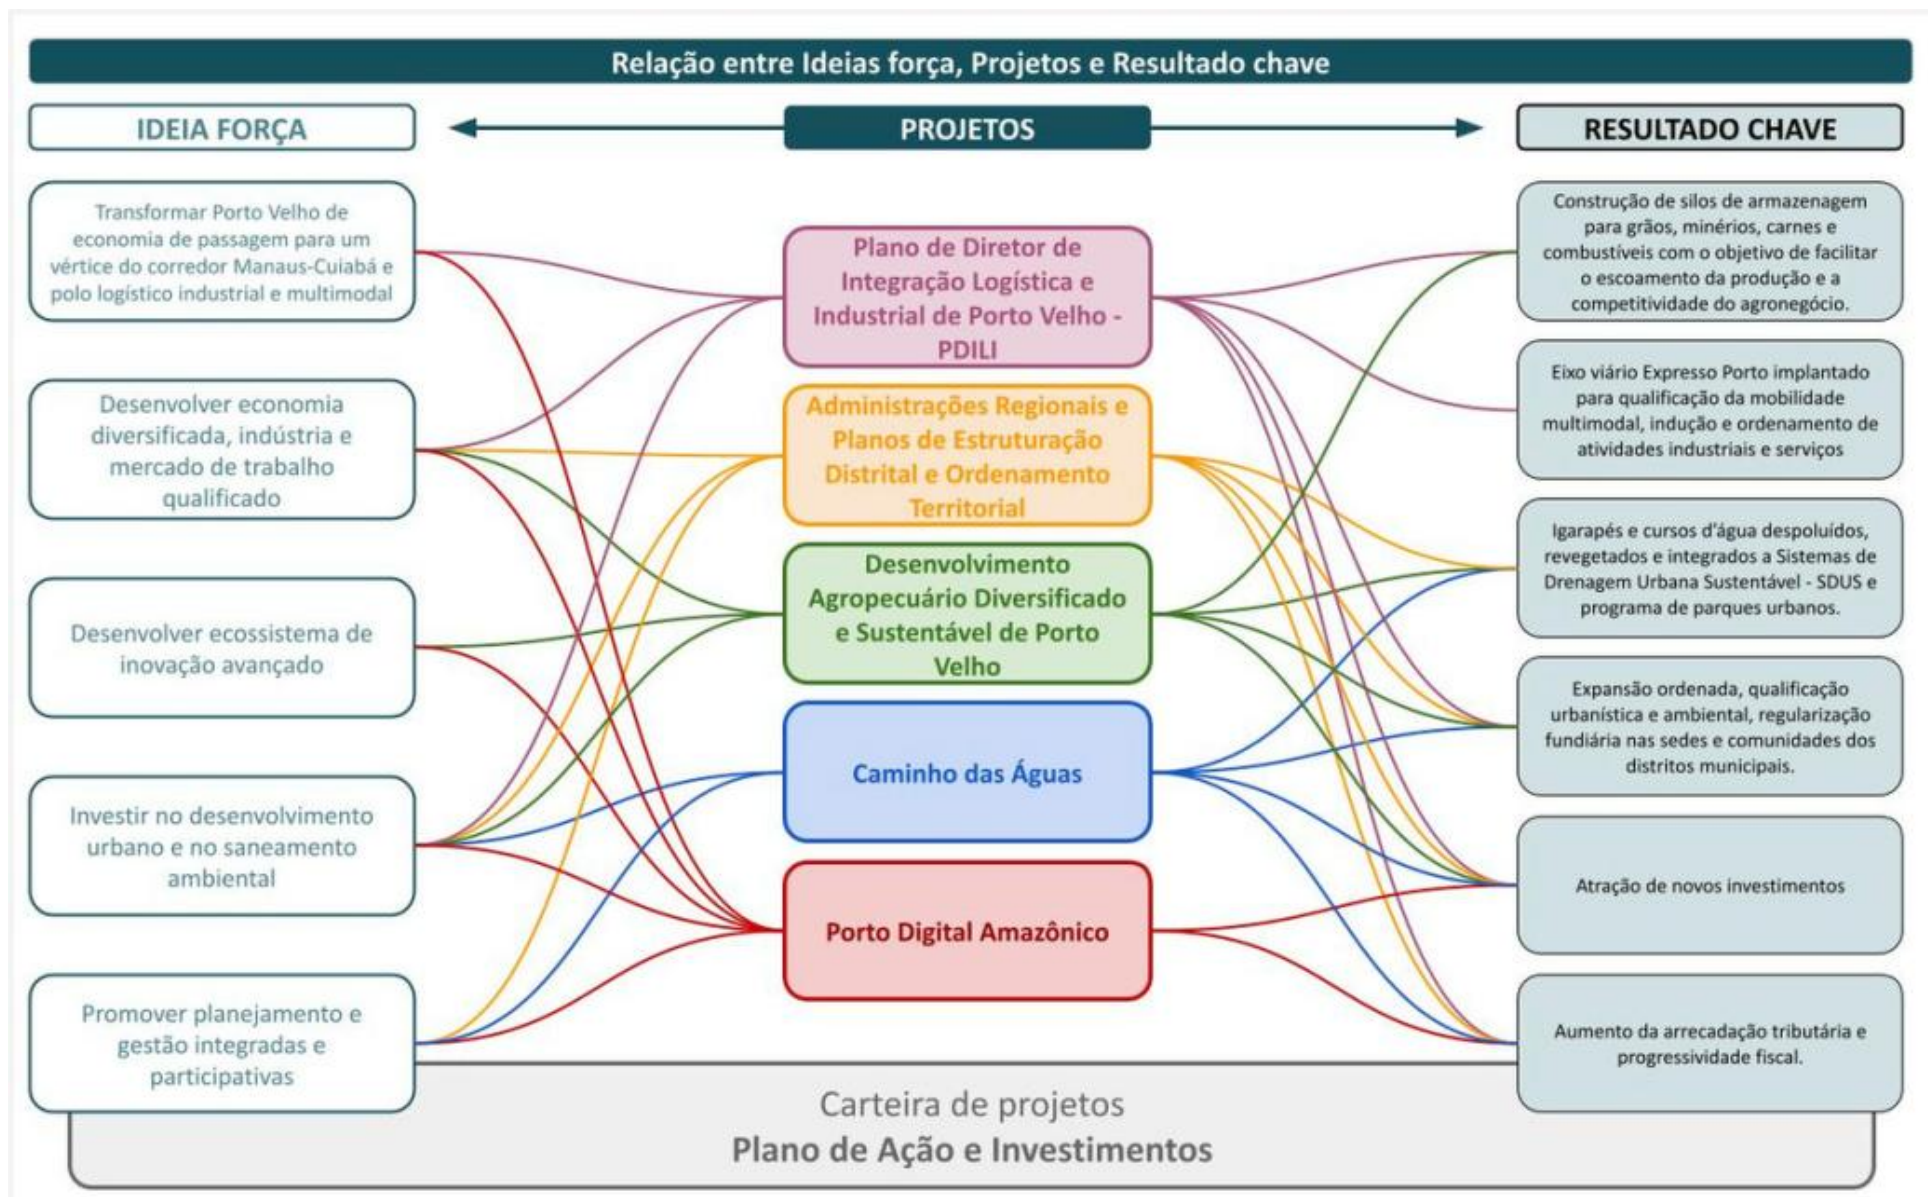 Relação entre Ideias força, Projetos e Resultado chave
IDEIA FORÇA
PROJETOS
RESULTADO CHAVE
Transformar Porto Velho de
economia de passagem para um
vértice do corredor Manaus-Cuiabá e
polo logístico industrial e multimodal
Desenvolver economia
diversificada, indústria e
mercado de trabalho
qualificado
Desenvolver ecossistema de
inovação avançado
Investir no desenvolvimento
urbano e no saneamento
ambiental
Promover planejamento e
gestão integradas e
participativas
Plano de Diretor de
Integração Logística e
Industrial de Porto Velho -
PDILI
Administrações Regionais e
Planos de Estruturação
Distrital e Ordenamento
Territorial
Desenvolvimento
Agropecuário Diversificado
e Sustentável de Porto
Velho
Caminho das Águas
Porto Digital Amazônico
Construção de silos de armazenagem
para grãos, minérios, carnes e
combustíveis com o objetivo de facilitar
o escoamento da produção e a
competitividade do agronegócio.
Eixo viário Expresso Porto implantado
para qualificação da mobilidade
multimodal, indução e ordenamento de
atividades industriais e serviços
Igarapés e cursos d'água despoluídos,
revegetados e integrados a Sistemas de
Drenagem Urbana Sustentável - SDUS e
programa de parques urbanos.
Expansão ordenada, qualificação
urbanística e ambiental, regularização
fundiária nas sedes e comunidades dos
distritos municipais.
Atração de novos investimentos
Aumento da arrecadação tributária e
progressividade fiscal.
Carteira de projetos
Plano de Ação e Investimentos